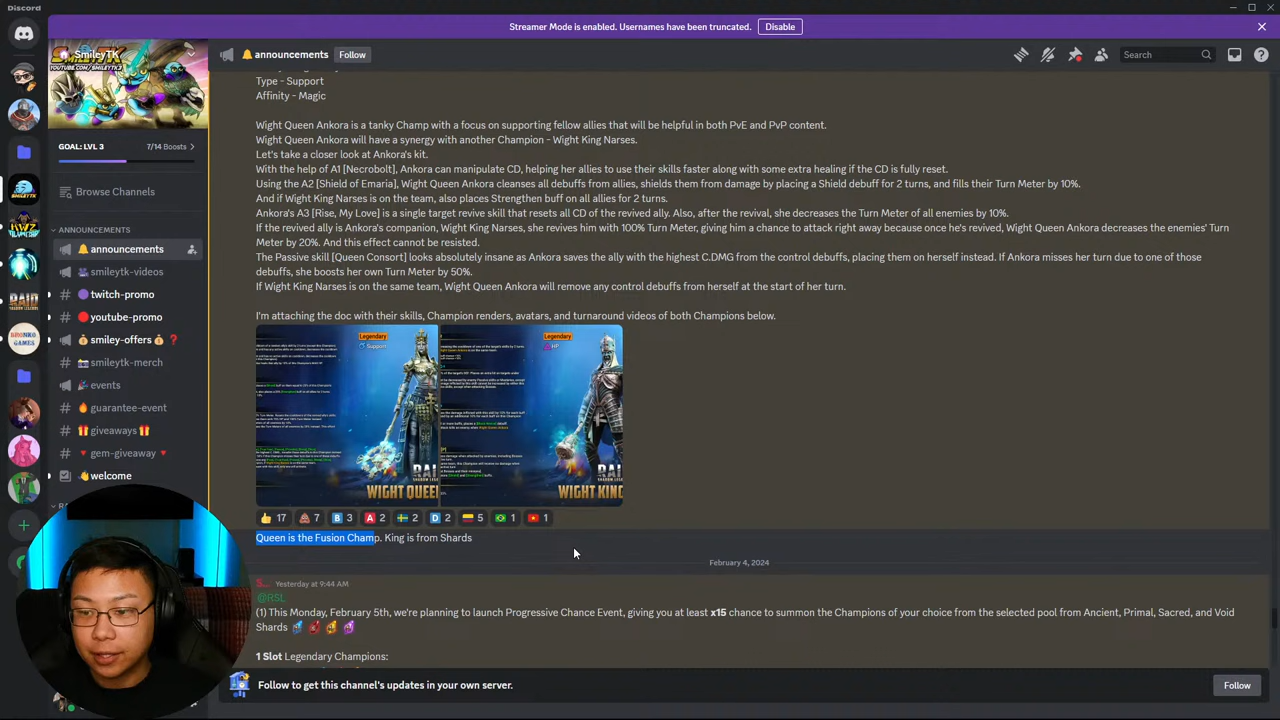 Discord
Streamer Mode is enabled. Usernames have been truncated.
Disable
SmileyTK
YOUTUBE.COM/SMILEYTK3
announcements
Follow
Search
Type - Support
Affinity - Magic
Wight Queen Ankora is a tanky Champ with a focus on supporting fellow allies that will be helpful in both PvE and PvP content.
Wight Queen Ankora will have a synergy with another Champion - Wight King Narses.
Let's take a closer look at Ankora's kit.
With the help of A1 [Necrobolt], Ankora can manipulate CD, helping her allies to use their skills faster along with some extra healing if the CD is fully reset.
Using the A2 [Shield of Emaria], Wight Queen Ankora cleanses all debuffs from allies, shields them from damage by placing a Shield debuff for 2 turns, and fills their Turn Meter by 10%.
And if Wight King Narses is on the team, also places Strengthen buff on all allies for 2 turns.
Ankora's A3 [Rise, My Love] is a single target revive skill that resets all CD of the revived ally. Also, after the revival, she decreases the Turn Meter of all enemies by 10%.
If the revived ally is Ankora's companion, Wight King Narses, she revives him with 100% Turn Meter, giving him a chance to attack right away because once he's revived, Wight Queen Ankora decreases the enemies' Turn
Meter by 20%. And this effect cannot be resisted.
The Passive skill [Queen Consort] looks absolutely insane as Ankora saves the ally with the highest C.DMG from the control debuffs, placing them on herself instead. If Ankora misses her turn due to one of those
debuffs, she boosts her own Turn Meter by 50%.
If Wight King Narses is on the same team, Wight Queen Ankora will remove any control debuffs from herself at the start of her turn.
I'm attaching the doc with their skills, Champion renders, avatars, and turnaround videos of both Champions below.
Legendary
Support
RAID
WIGHT QUEEN
Legendary
HP
RAID
SHADOW LEGENDS
WIGHT KING
17
7
3
2
2
2
5
1
1
Queen is the Fusion Champ. King is from Shards
February 4, 2024
S... Yesterday at 9:44 AM
@RSL
(1) This Monday, February 5th, we're planning to launch Progressive Chance Event, giving you at least x15 chance to summon the Champions of your choice from the selected pool from Ancient, Primal, Sacred, and Void
Shards
1 Slot Legendary Champions:
Follow to get this channel's updates in your own server.
Follow
GOAL: LVL 3
7/14 Boosts
Browse Channels
ANNOUNCEMENTS
announcements
smileytk-videos
twitch-promo
youtube-promo
smiley-offers
smileytk-merch
events
guarantee-event
giveaways
gem-giveaway
welcome